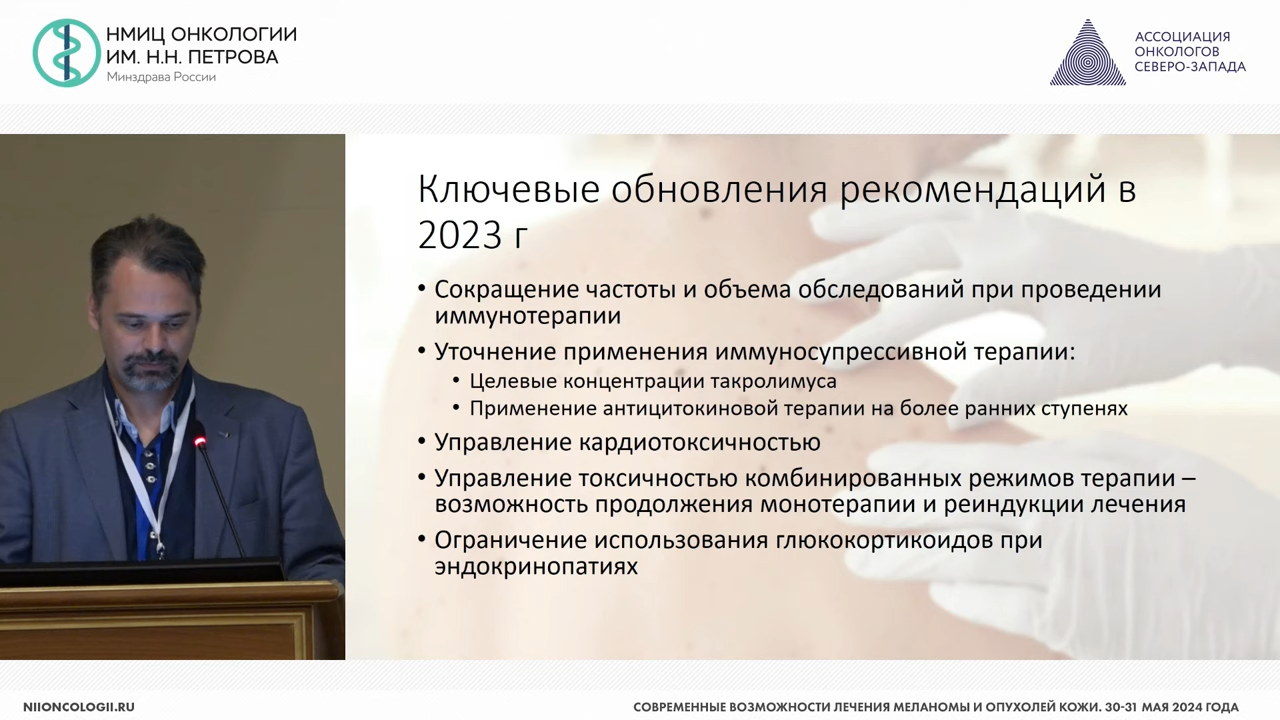 НМИЦ ОНКОЛОГИИ
ИМ. Н.Н. ПЕТРОВА
Минздрава России
АССОЦИАЦИЯ
ОНКОЛОГОВ
СЕВЕРО-ЗАПАДА
Ключевые обновления рекомендаций в
2023 г
• Сокращение частоты и объема обследований при проведении
иммунотерапии
• Уточнение применения иммуносупрессивной терапии:
• Целевые концентрации такролимуса
• Применение антицитокиновой терапии на более ранних ступенях
• Управление кардиотоксичностью
• Управление токсичностью комбинированных режимов терапии –
возможность продолжения монотерапии и реиндукции лечения
• Ограничение использования глюкокортикоидов при
эндокринопатиях
NIIONCOLOGII.RU
СОВРЕМЕННЫЕ ВОЗМОЖНОСТИ ЛЕЧЕНИЯ МЕЛАНОМЫ И ОПУХОЛЕЙ КОЖИ. 30-31 МАЯ 2024 ГОДА